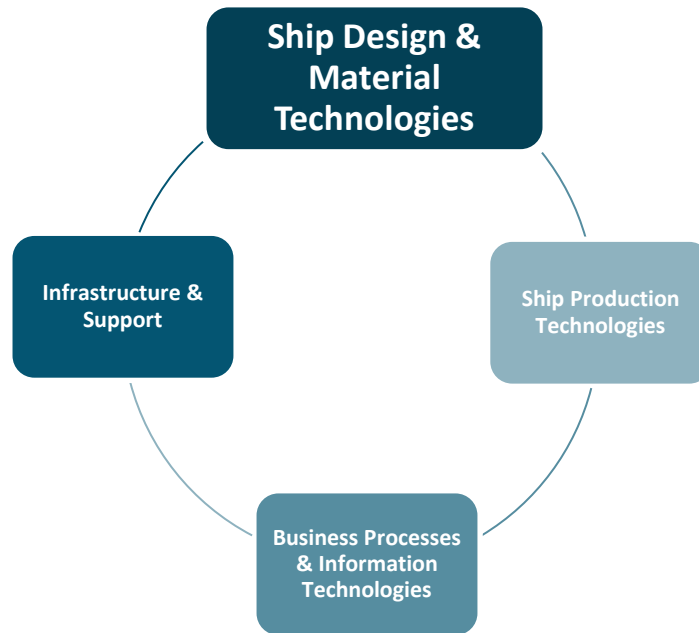 Ship Design &
Material
Technologies
Infrastructure &
Support
Ship Production
Technologies
Business Processes
& Information
Technologies